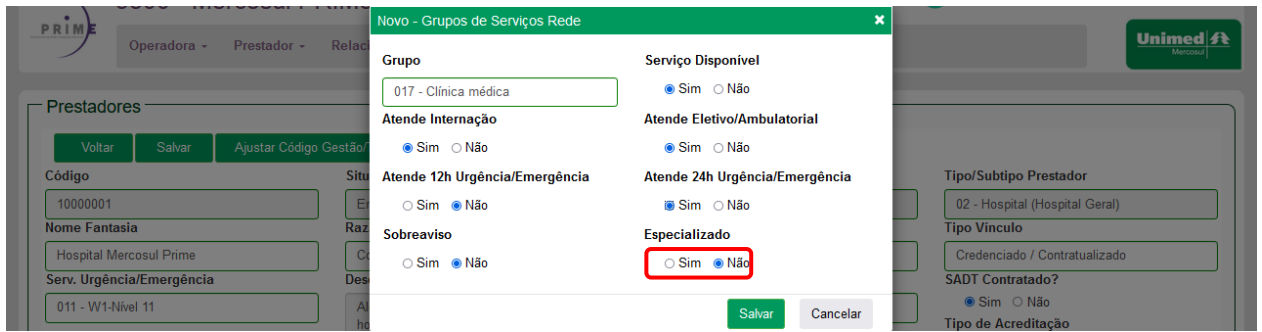 PRIME
Operadora Prestador
Unimed
Mercosul
Novo - Grupos de Serviços Rede
Grupo
Serviço Disponível
017 - Clínica médica
Sim Não
Atende Internação
Atende Eletivo/Ambulatorial
Sim Não
Sim Não
Atende 12h Urgência/Emergência
Atende 24h Urgência/Emergência
Sim Não
Sim Não
Sobreaviso
Especializado
Sim Não
Sim Não
Salvar Cancelar
Prestadores
Voltar Salvar Ajustar Código Gestão/
Código
Tipo/Subtipo Prestador
10000001
02 - Hospital (Hospital Geral)
Nome Fantasia
Tipo Vínculo
Hospital Mercosul Prime
Credenciado / Contratualizado
Serv. Urgência/Emergência
SADT Contratado?
011 - W1-Nível 11
Sim Não
Tipo de Acreditação